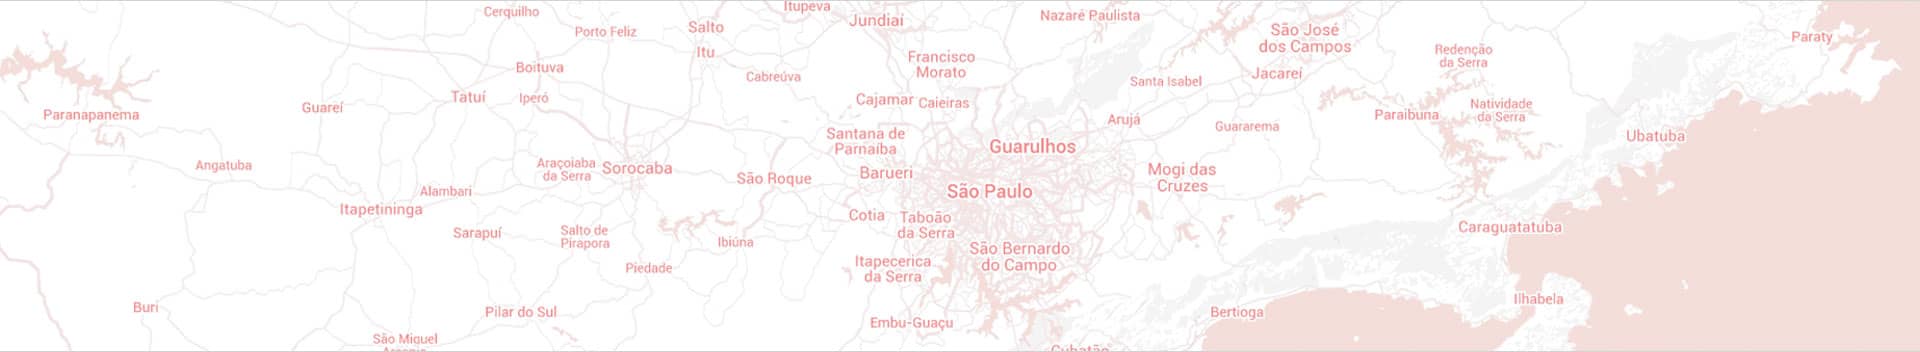 Cerquilho
Itupeva
Jundiaí
Nazaré Paulista
Porto Feliz
Salto
São José
dos Campos
Paraty
Itu
Francisco
Morato
Redenção
da Serra
Boituva
Cabreúva
Santa Isabel
Jacareí
Tatuí
Iperó
Guareí
Cajamar
Caieiras
Paranapanema
Arujá
Guararema
Paraibuna
Natividade
da Serra
Santana de
Parnaíba
Guarulhos
Ubatuba
Angatuba
Araçoiaba
da Serra
Sorocaba
São Roque
Barueri
Mogi das
Cruzes
Alambari
São Paulo
Itapetininga
Cotia
Taboão
da Serra
Sarapuí
Salto de
Pirapora
Ibiúna
São Bernardo
do Campo
Caraguatatuba
Piedade
Itapecerica
da Serra
Buri
Pilar do Sul
Embu-Guaçu
Bertioga
Ilhabela
São Miguel
Arcanjo
Cubatão